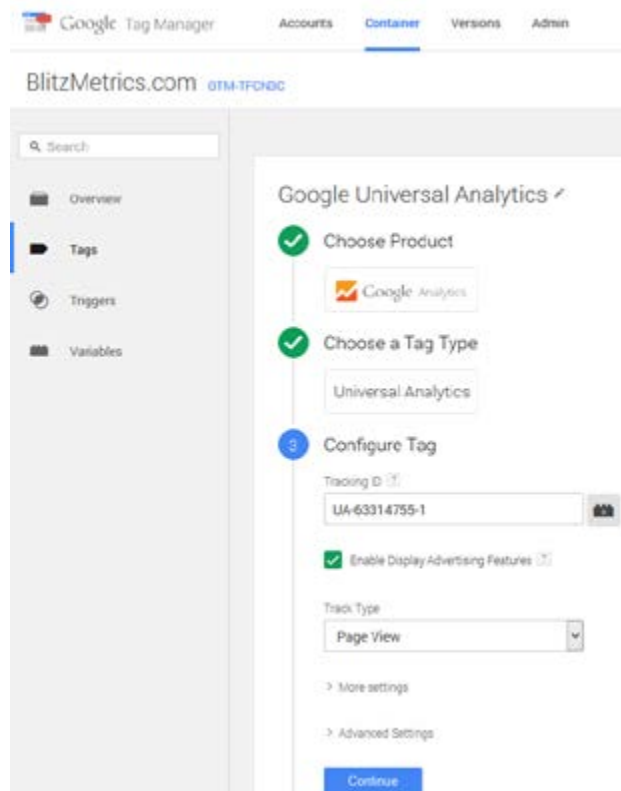 Google Tag Manager
Accounts Container Versions Admin
BlitzMetrics.com GTM-TFCNBC
Search
Overview
Tags
Triggers
Variables
Google Universal Analytics
Choose Product
Google Analytics
Choose a Tag Type
Universal Analytics
3 Configure Tag
Tracking ID ?
UA-63314755-1
Enable Display Advertising Features ?
Track Type
Page View
> More settings
> Advanced Settings
Continue